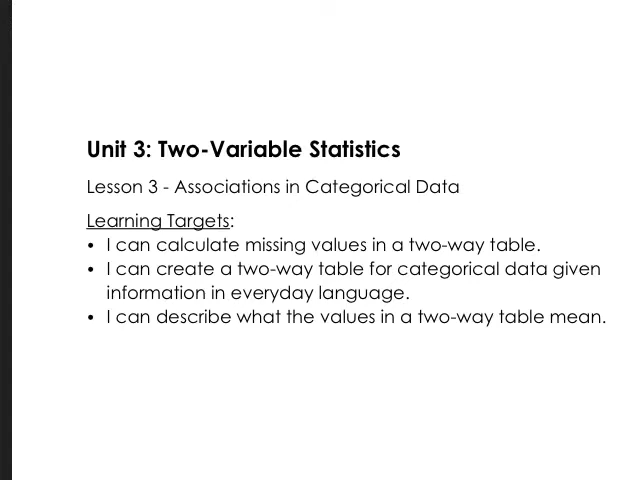 Unit 3: Two-Variable Statistics
Lesson 3 - Associations in Categorical Data
Learning Targets:
• I can calculate missing values in a two-way table.
• I can create a two-way table for categorical data given
information in everyday language.
• I can describe what the values in a two-way table mean.